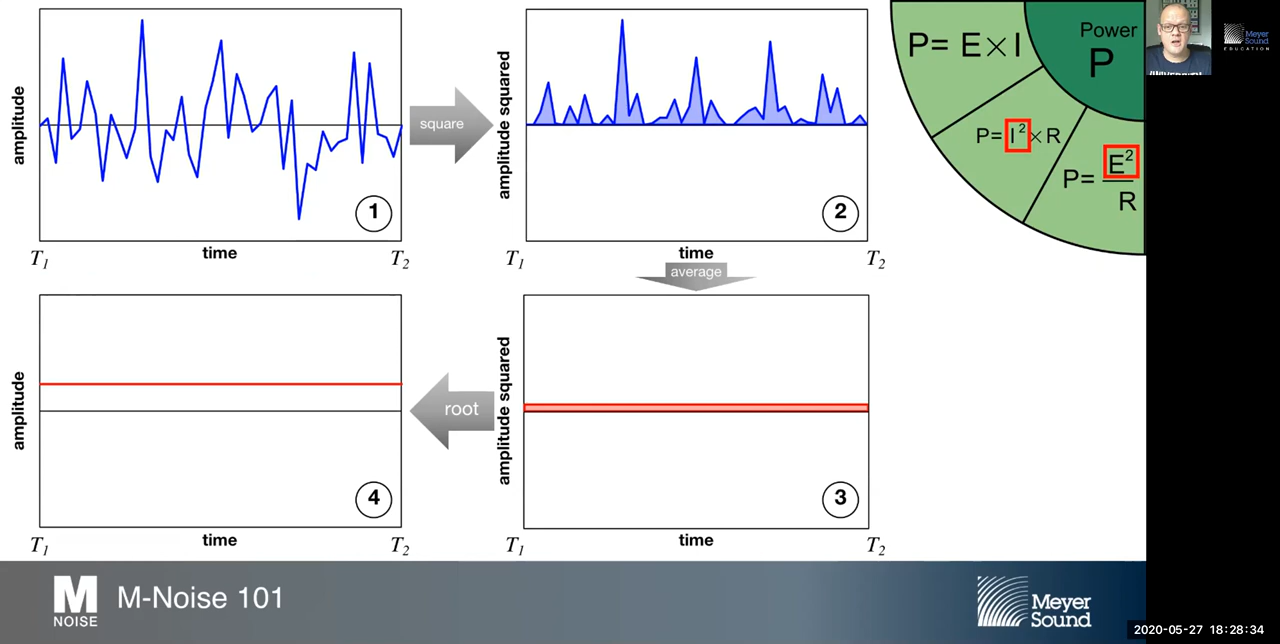 amplitude
1
T1
time
T2
square
amplitude squared
2
T1
time
T2
average
P= E×I
Power
P
P= I²×R
P= E²
R
Meyer
Sound
EDUCATION
amplitude
4
T1
time
T2
root
amplitude squared
3
T1
time
T2
M
NOISE
M-Noise 101
Meyer
Sound
2020-05-27 18:28:34